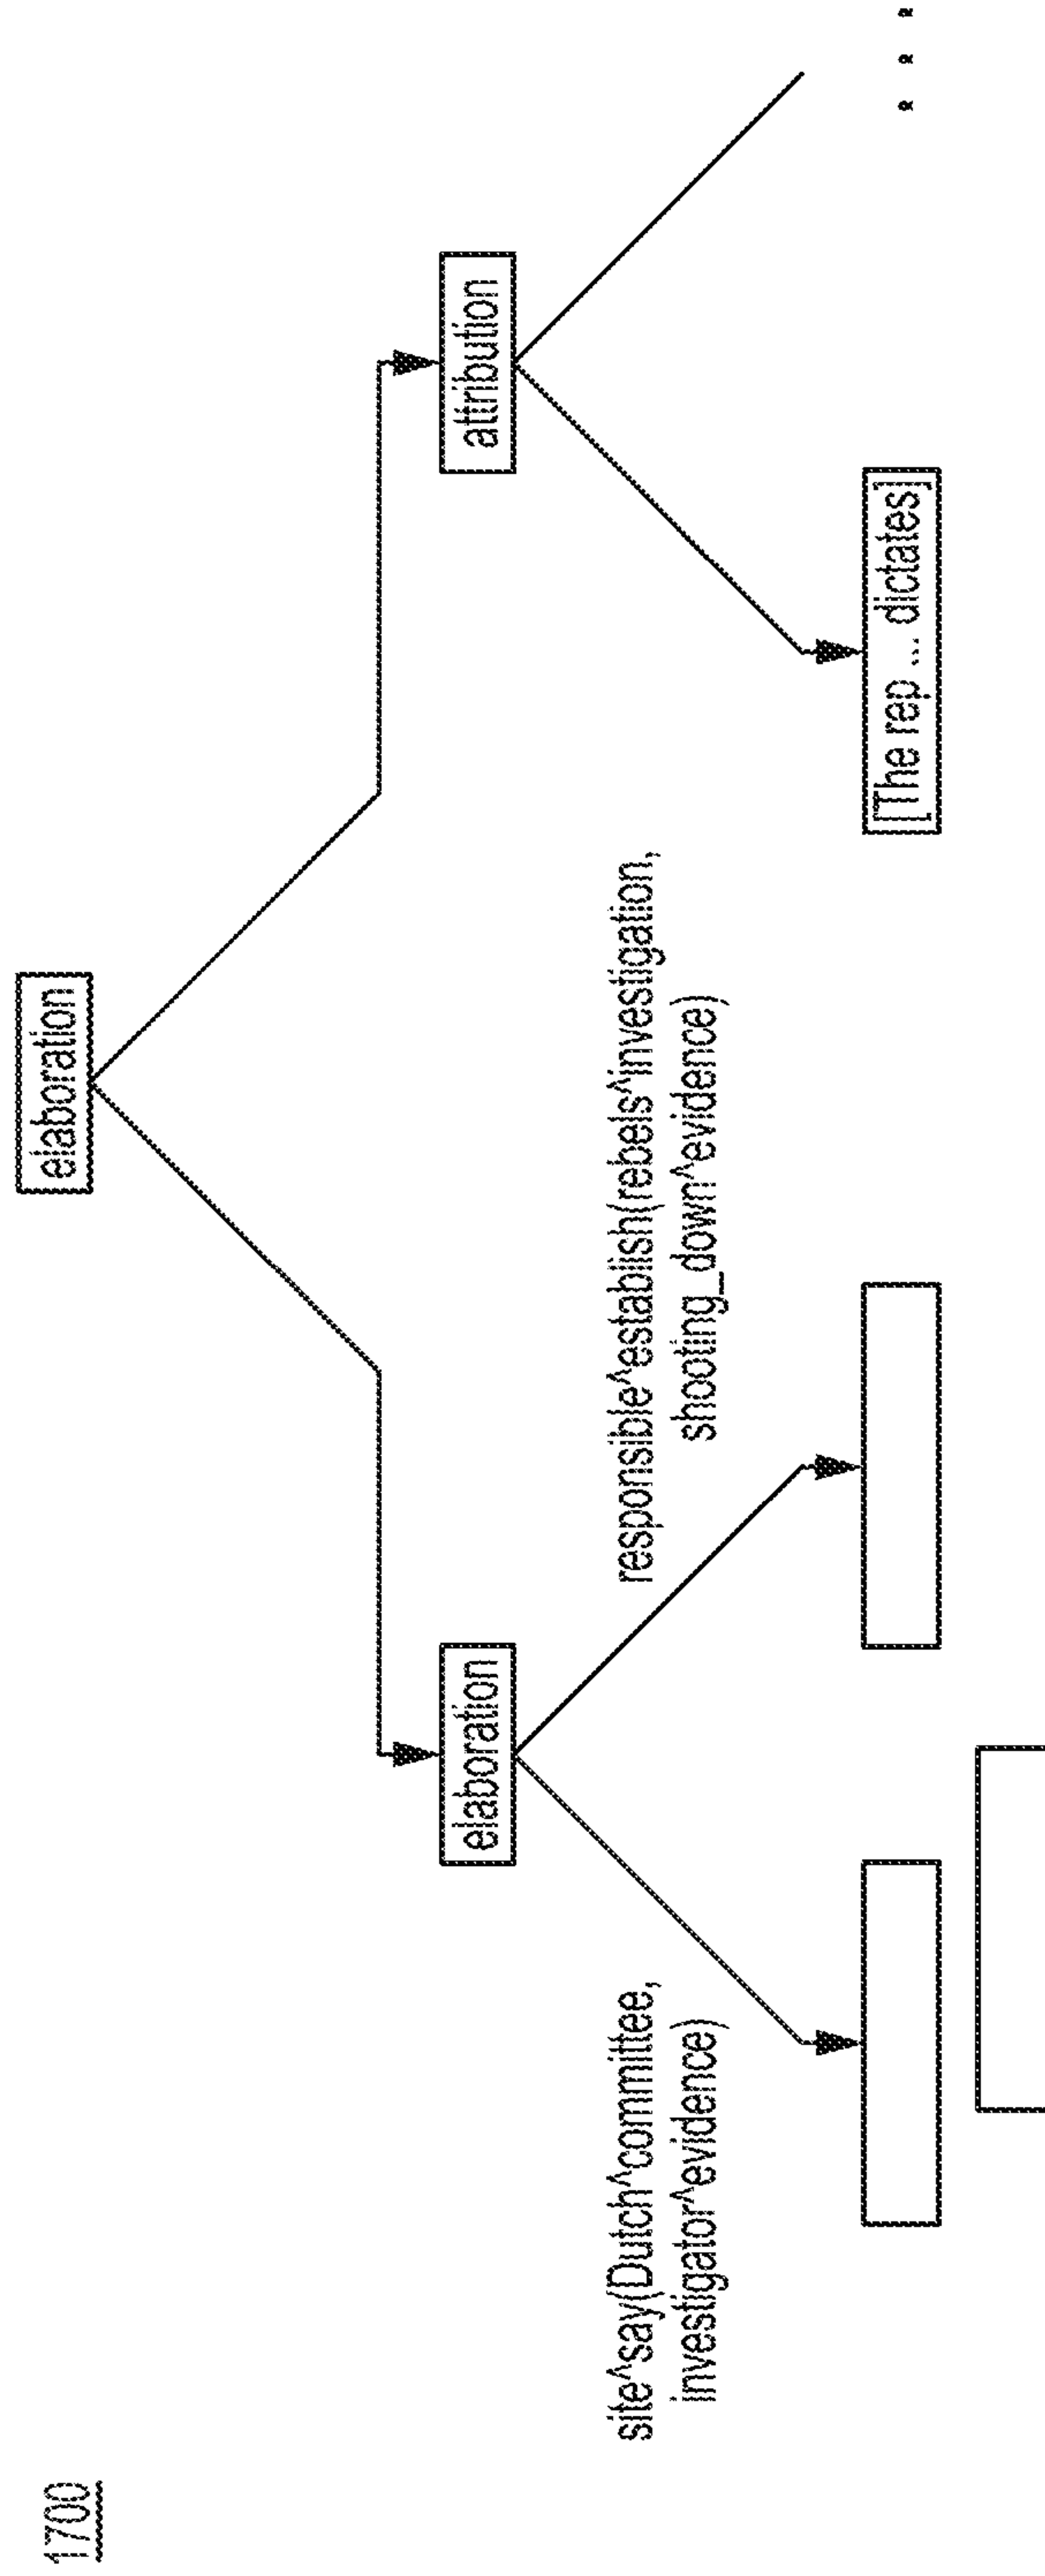 1700
elaboration
elaboration
attribution
site^say(Dutch^committee,
investigator^evidence)
responsible^establish(rebels^investigation,
shooting_down^evidence)
[The rep ... dictates]
. . .